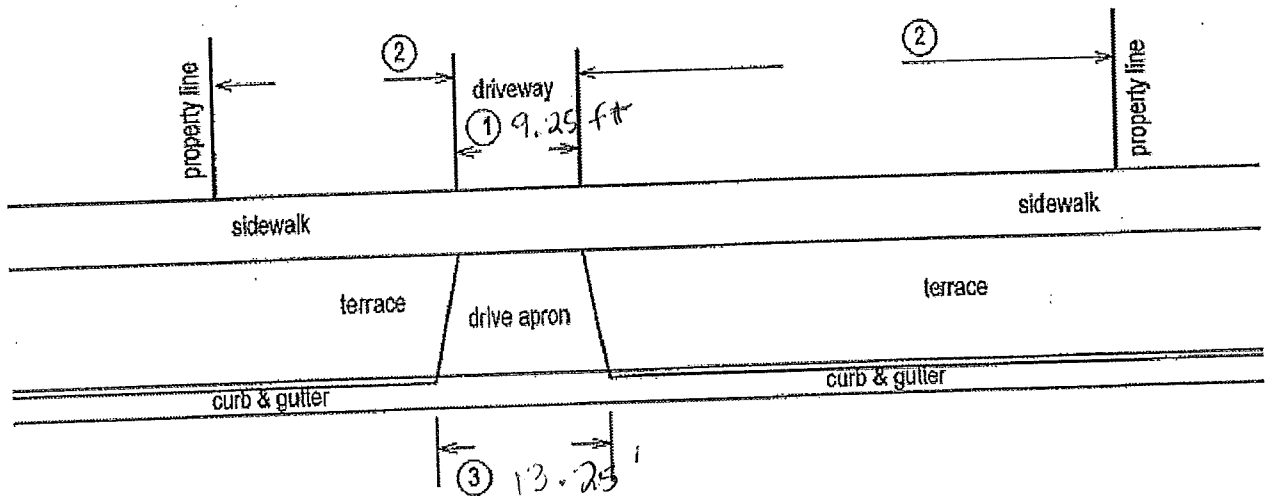 ② ②
property line
driveway
① 9.25 ft
property line
sidewalk
sidewalk
terrace
drive apron
terrace
curb & gutter
curb & gutter
③ 13.25'